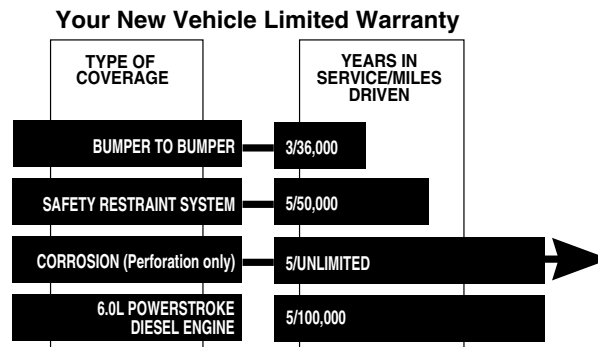 Your New Vehicle Limited Warranty
TYPE OF
COVERAGE
YEARS IN
SERVICE/MILES
DRIVEN
BUMPER TO BUMPER
3/36,000
SAFETY RESTRAINT SYSTEM
5/50,000
CORROSION (Perforation only)
5/UNLIMITED
6.0L POWERSTROKE
DIESEL ENGINE
5/100,000